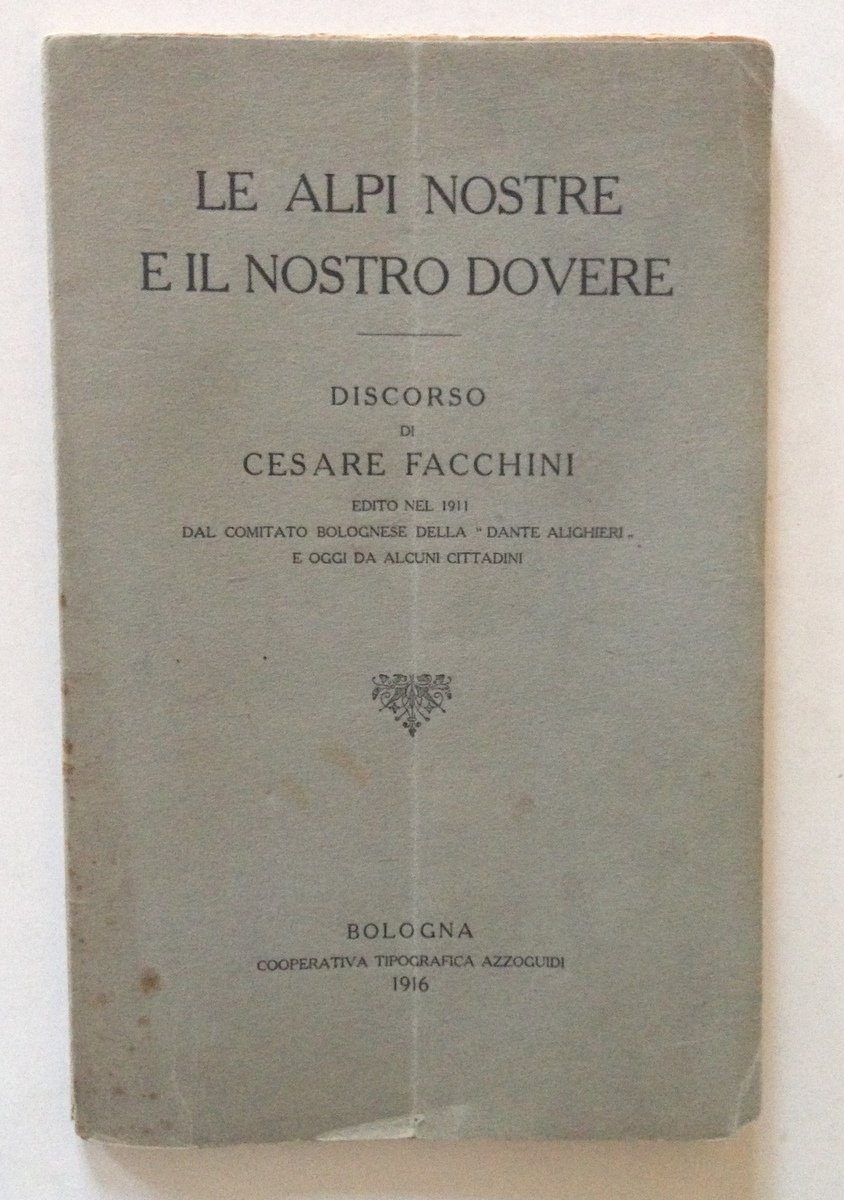 LE ALPI NOSTRE
E IL NOSTRO DOVERE
DISCORSO
DI
CESARE FACCHINI
EDITO NEL 1911
DAL COMITATO BOLOGNESE DELLA "DANTE ALIGHIERI„
E OGGI DA ALCUNI CITTADINI
BOLOGNA
COOPERATIVA TIPOGRAFICA AZZOGUIDI
1916